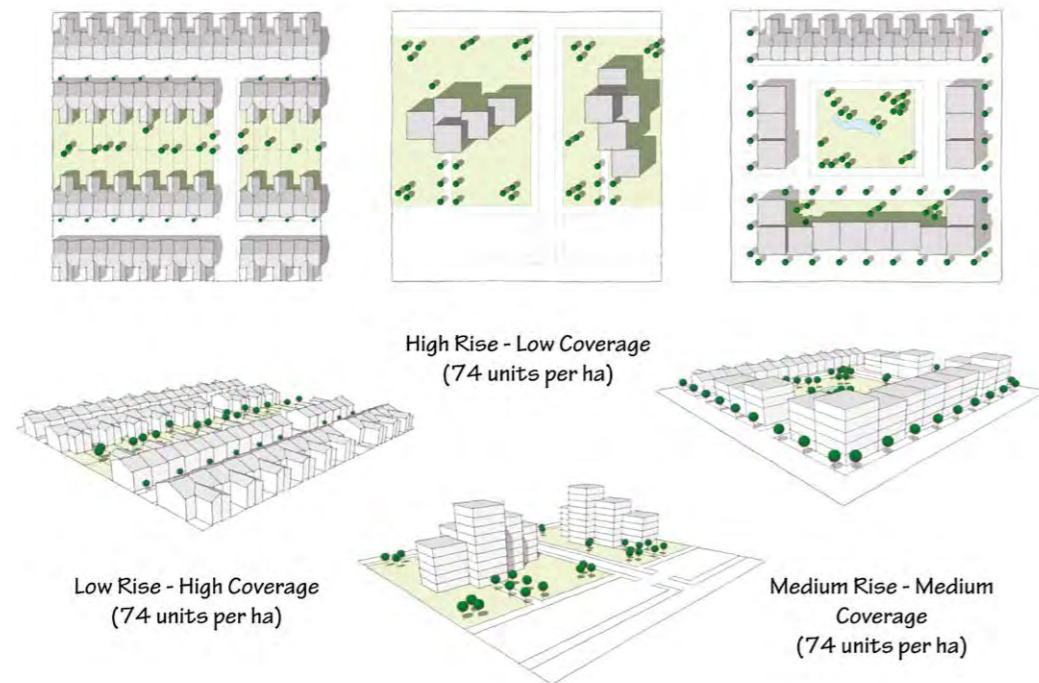 High Rise - Low Coverage
(74 units per ha)
Low Rise - High Coverage
(74 units per ha)
Medium Rise - Medium
Coverage
(74 units per ha)